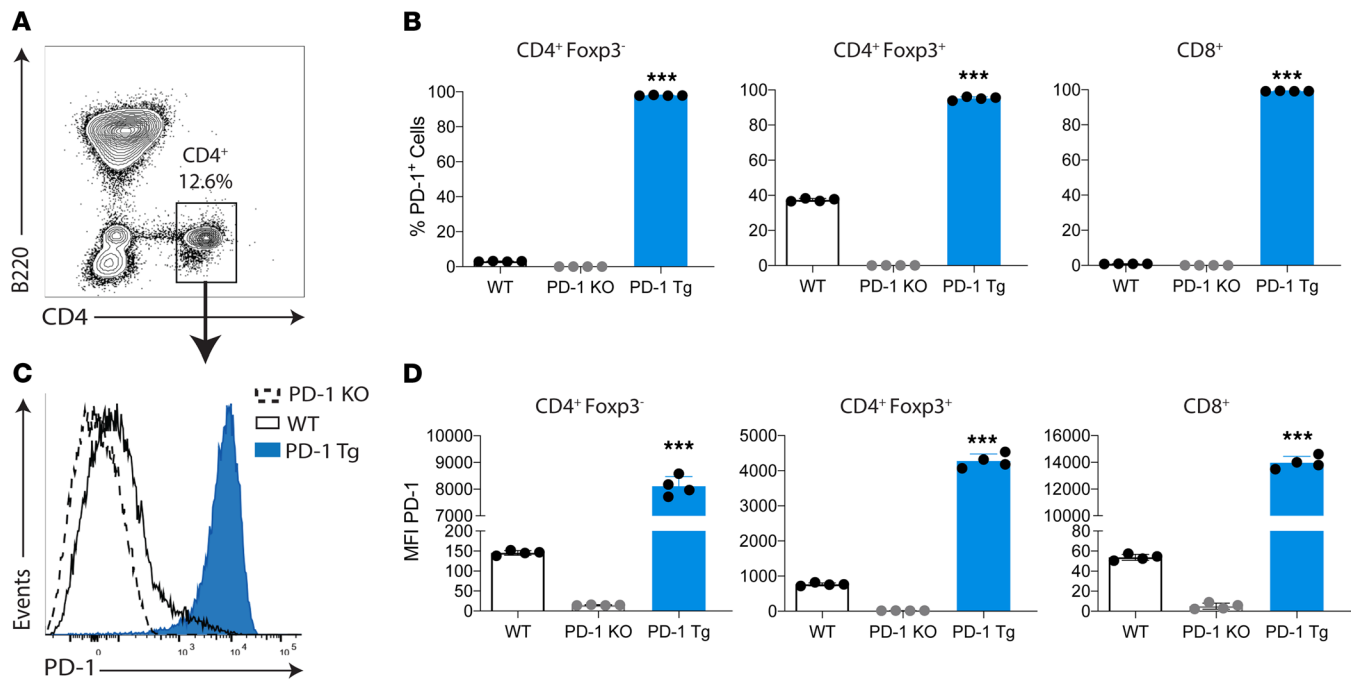 A
B220
CD4⁺
12.6%
CD4
B
CD4⁺ Foxp3⁻
CD4⁺ Foxp3⁺
CD8⁺
% PD-1⁺ Cells
100
80
60
40
20
0
***
WT
PD-1 KO
PD-1 Tg
100
80
60
40
20
0
***
WT
PD-1 KO
PD-1 Tg
100
80
60
40
20
0
***
WT
PD-1 KO
PD-1 Tg
C
Events
PD-1 KO
WT
PD-1 Tg
0
10³
10⁴
10⁵
PD-1
D
CD4⁺ Foxp3⁻
CD4⁺ Foxp3⁺
CD8⁺
MFI PD-1
10000
9000
8000
7000
200
150
100
50
0
***
WT
PD-1 KO
PD-1 Tg
5000
4000
3000
2000
1000
0
***
WT
PD-1 KO
PD-1 Tg
16000
14000
12000
10000
80
60
40
20
0
***
WT
PD-1 KO
PD-1 Tg